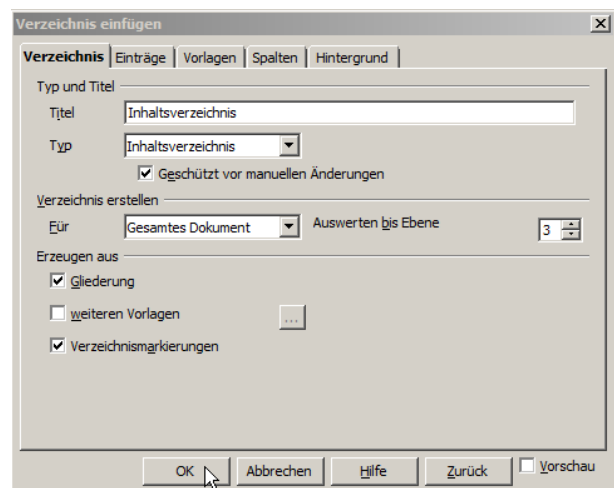 Verzeichnis einfügen
Verzeichnis Einträge Vorlagen Spalten Hintergrund
Typ und Titel
Titel Inhaltsverzeichnis
Typ Inhaltsverzeichnis
Geschützt vor manuellen Änderungen
Verzeichnis erstellen
Für Gesamtes Dokument Auswerten bis Ebene 3
Erzeugen aus
Gliederung
weiteren Vorlagen ...
Verzeichnismarkierungen
OK Abbrechen Hilfe Zurück Vorschau